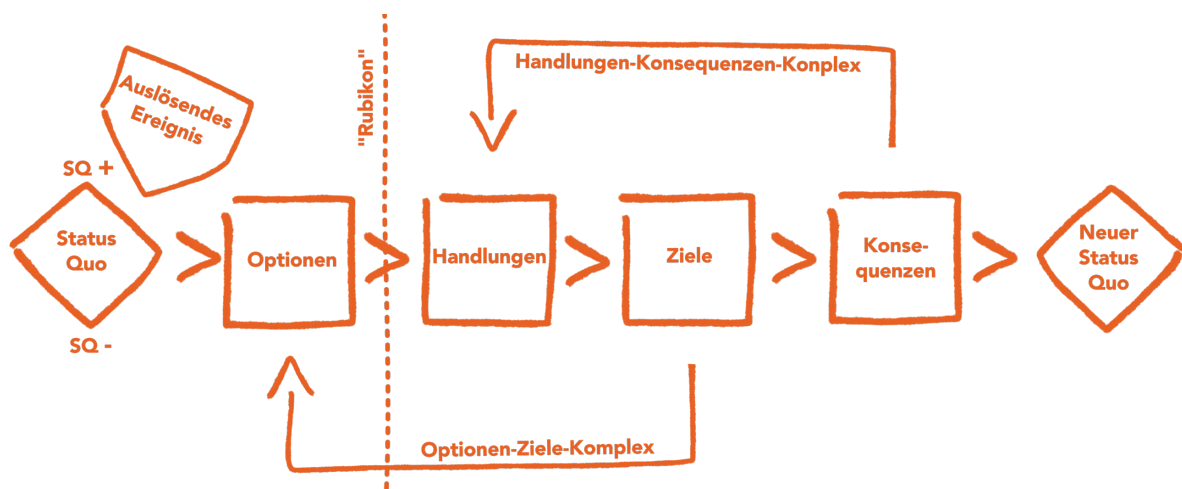 Auslösendes
Ereignis
"Rubikon"
Handlungen-Konsequenzen-Konplex
SQ +
Status
Quo
SQ -
Optionen
Handlungen
Ziele
Konse-
quenzen
Neuer
Status
Quo
Optionen-Ziele-Komplex